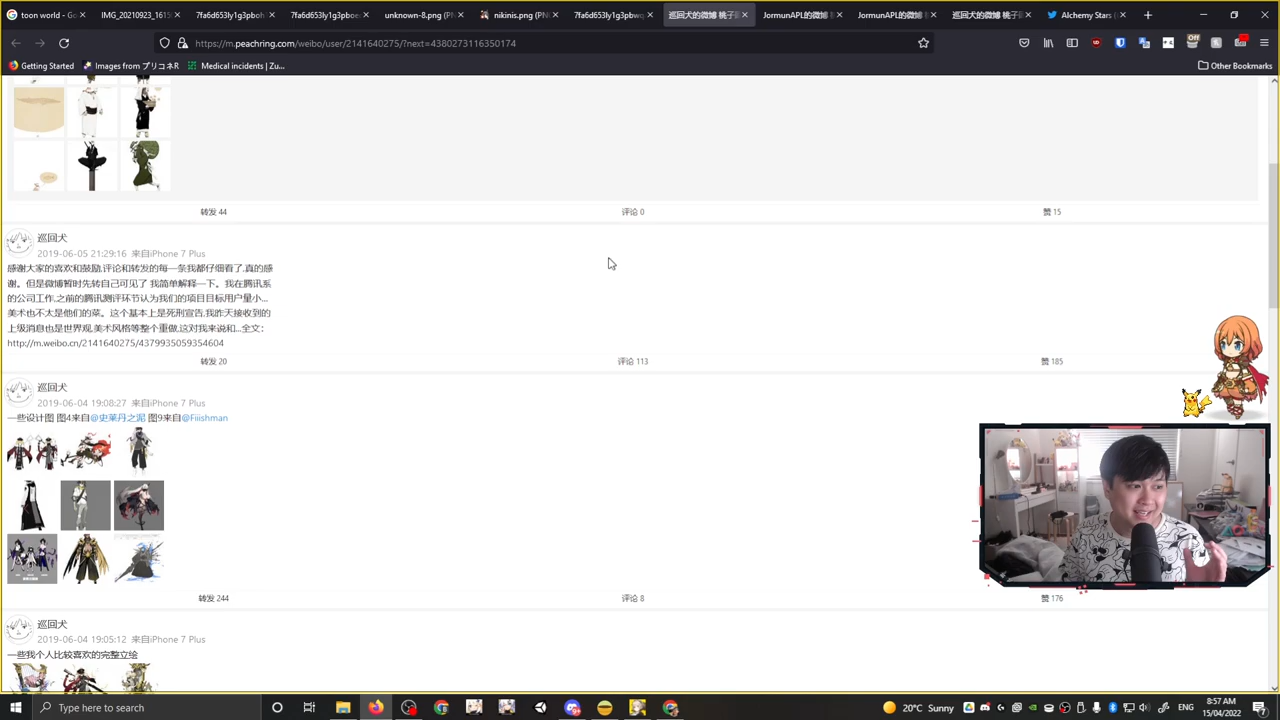 toon world - Go
IMG_20210923_1615
7fa6d653ly1g3pboh
7fa6d653ly1g3pboe
unknown-8.png (PN
nikinis.png (PNC
7fa6d653ly1g3pbwq
巡回犬的微博 桃子
JormunAPL的微博
JormunAPL的微博
巡回犬的微博 桃子
Alchemy Stars (
https://m.peachring.com/weibo/user/2141640275/?next=4380273116350174
Off
Getting Started
Images from プリコネR
Medical incidents | Zu...
Other Bookmarks
转发 44
评论 0
赞 15
巡回犬
2019-06-05 21:29:16 来自iPhone 7 Plus
感谢大家的喜欢和鼓励,评论和转发的每一条我都仔细看了.真的感
谢。但是微博暂时先转自己可见了 我简单解释一下。我在腾讯系
的公司工作,之前的腾讯测评环节认为我们的项目目标用户量小...
美术也不太是他们的菜。这个基本上是死刑宣告,我昨天接收到的
上级消息也是世界观,美术风格等整个重做,这对我来说和...全文:
http://m.weibo.cn/2141640275/4379935059354604
转发 20
评论 113
赞 185
巡回犬
2019-06-04 19:08:27 来自iPhone 7 Plus
一些设计图 图4来自@史莱丹之泥 图9来自@Fiiishman
转发 244
评论 8
赞 176
巡回犬
2019-06-04 19:05:12 来自iPhone 7 Plus
一些我个人比较喜欢的完整立绘
Type here to search
20°C Sunny
ENG
8:57 AM
15/04/2022